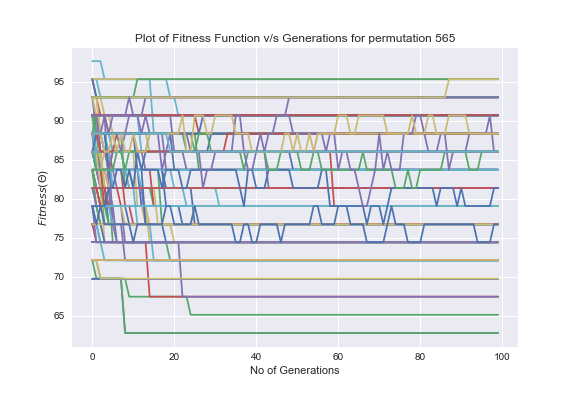 Plot of Fitness Function v/s Generations for permutation 565
Fitness(Θ)
95
90
85
80
75
70
65
0 20 40 60 80 100
No of Generations